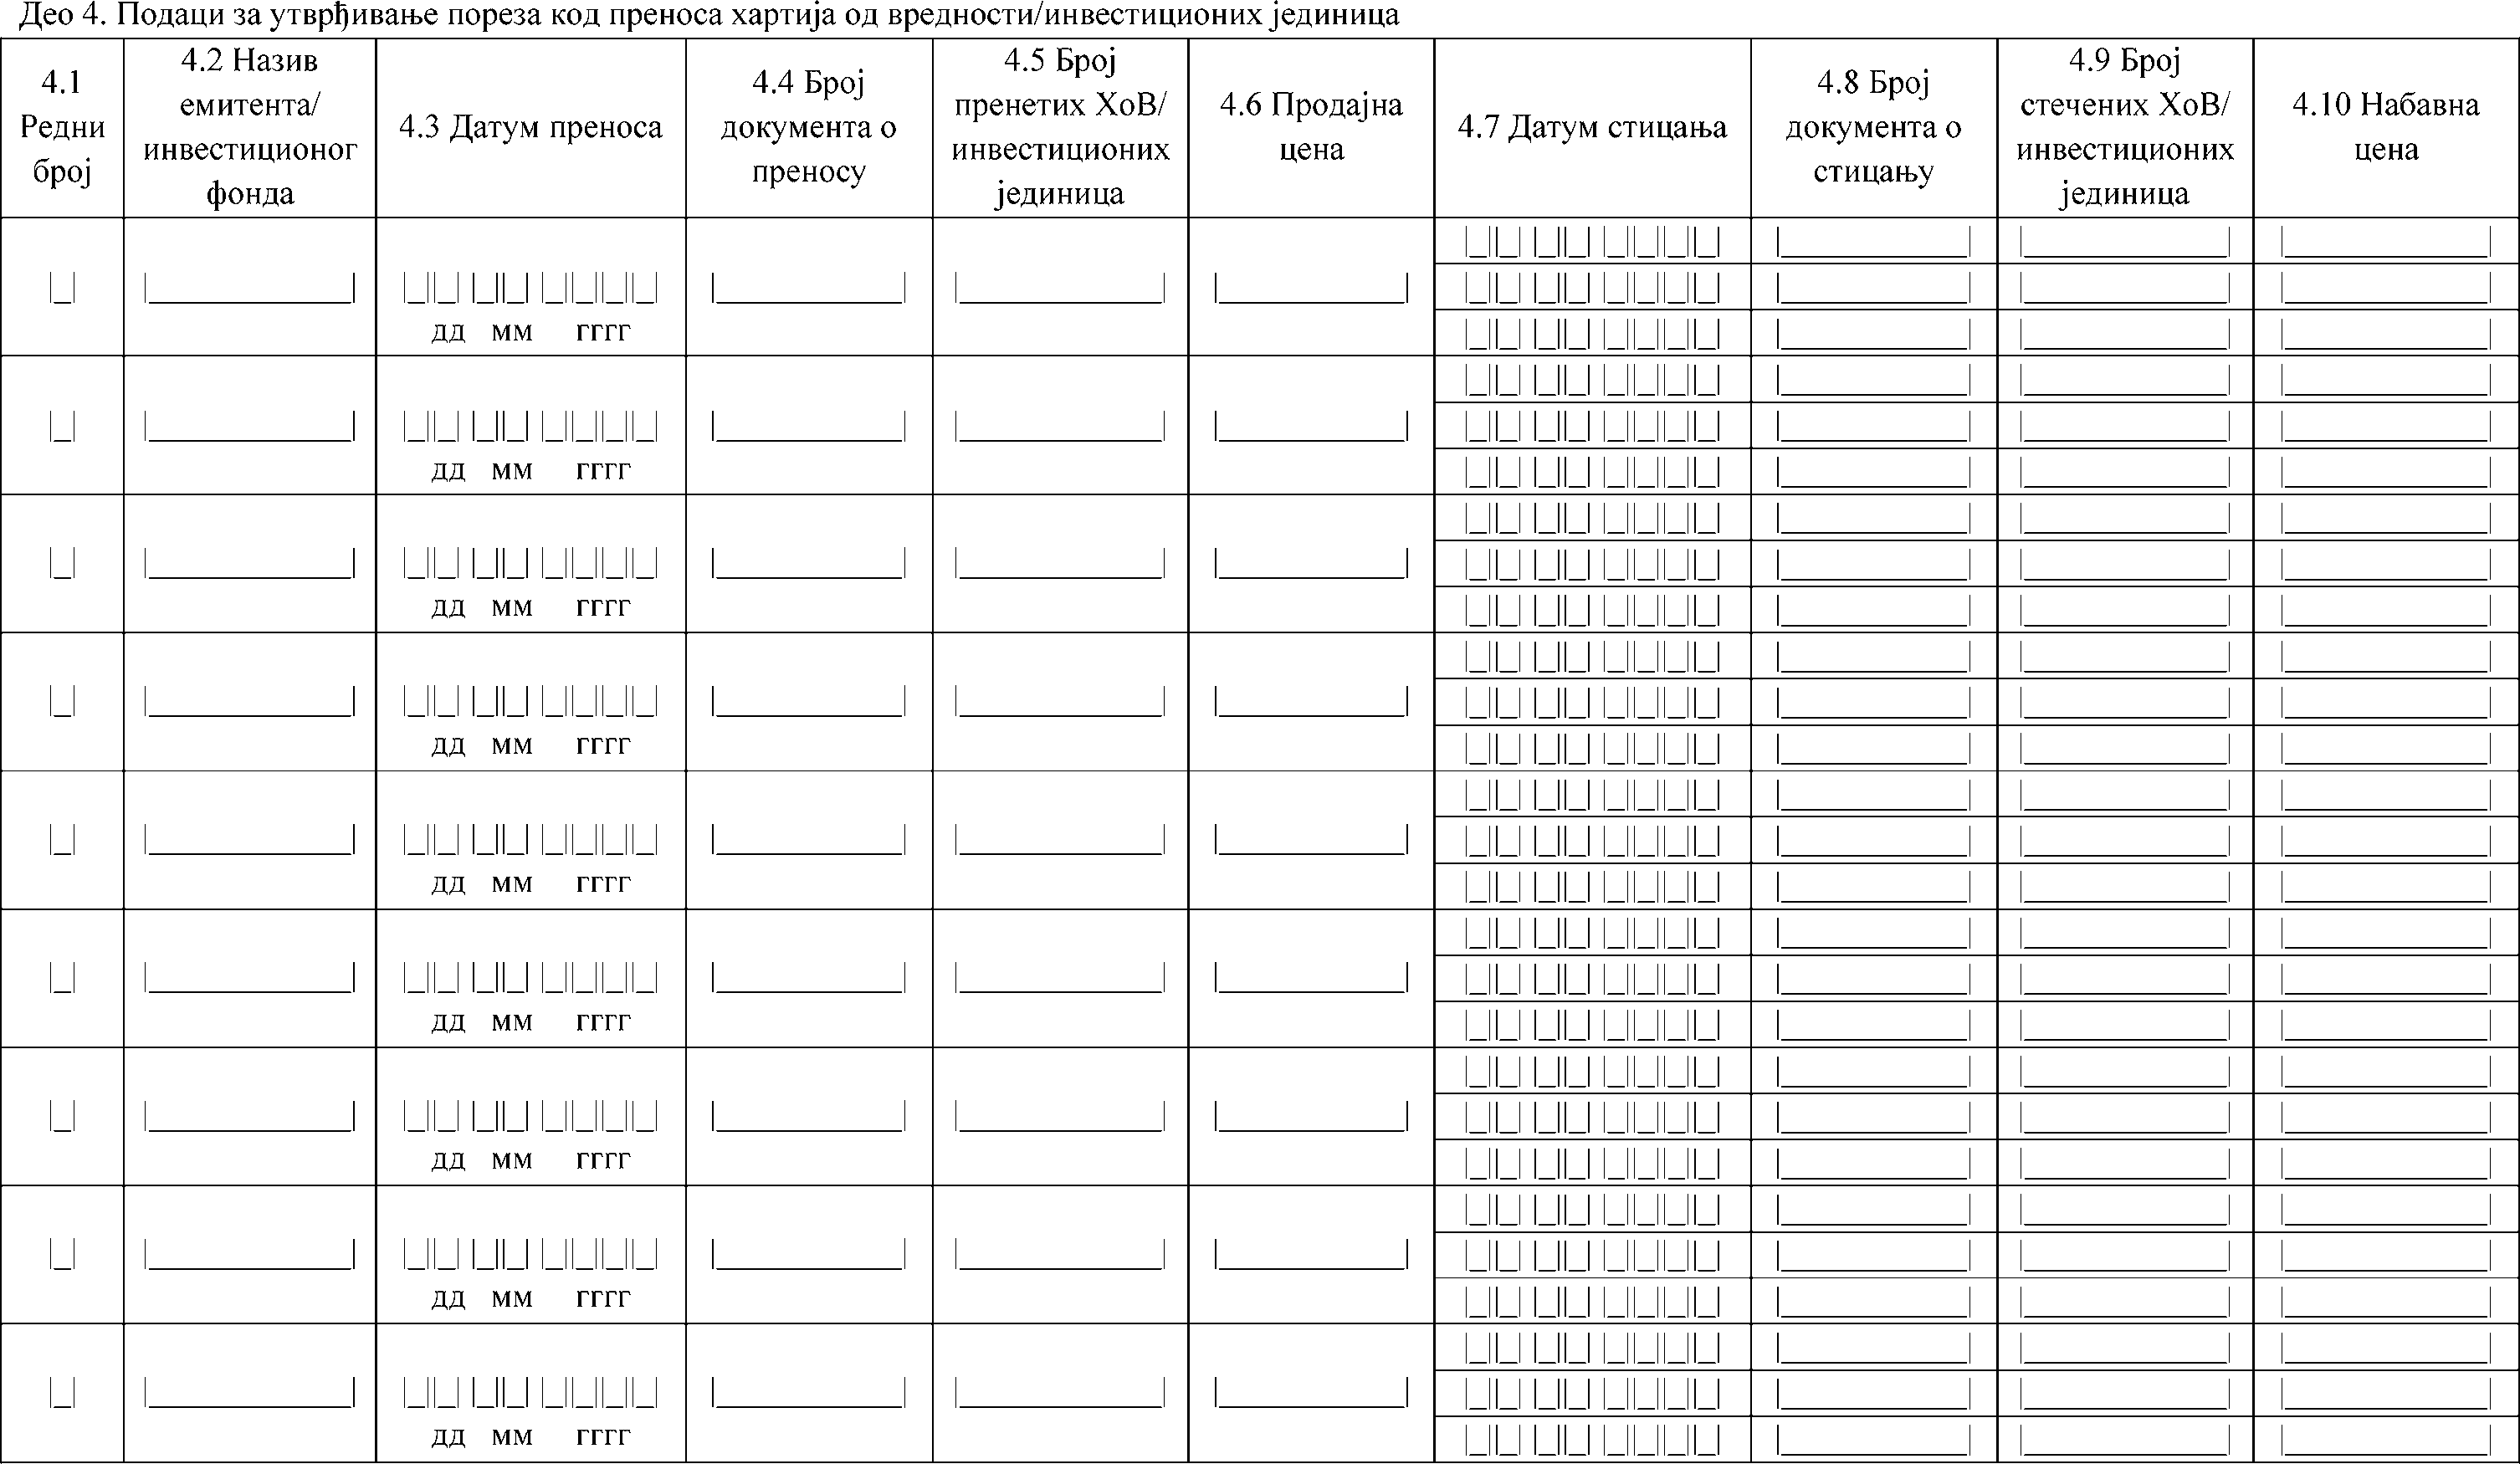 Део 4. Подаци за утврђивање пореза код преноса хартија од вредности/инвестиционих јединица
4.1
Редни
број
4.2 Назив
емитента/
инвестиционог
фонда
4.3 Датум преноса
4.4 Број
документа о
преносу
4.5 Број
пренетих ХоВ/
инвестиционих
јединица
4.6 Продајна
цена
4.7 Датум стицања
4.8 Број
документа о
стицању
4.9 Број
стечених ХоВ/
инвестиционих
јединица
4.10 Набавна
цена
дд мм гггг
дд мм гггг
дд мм гггг
дд мм гггг
дд мм гггг
дд мм гггг
дд мм гггг
дд мм гггг
дд мм гггг